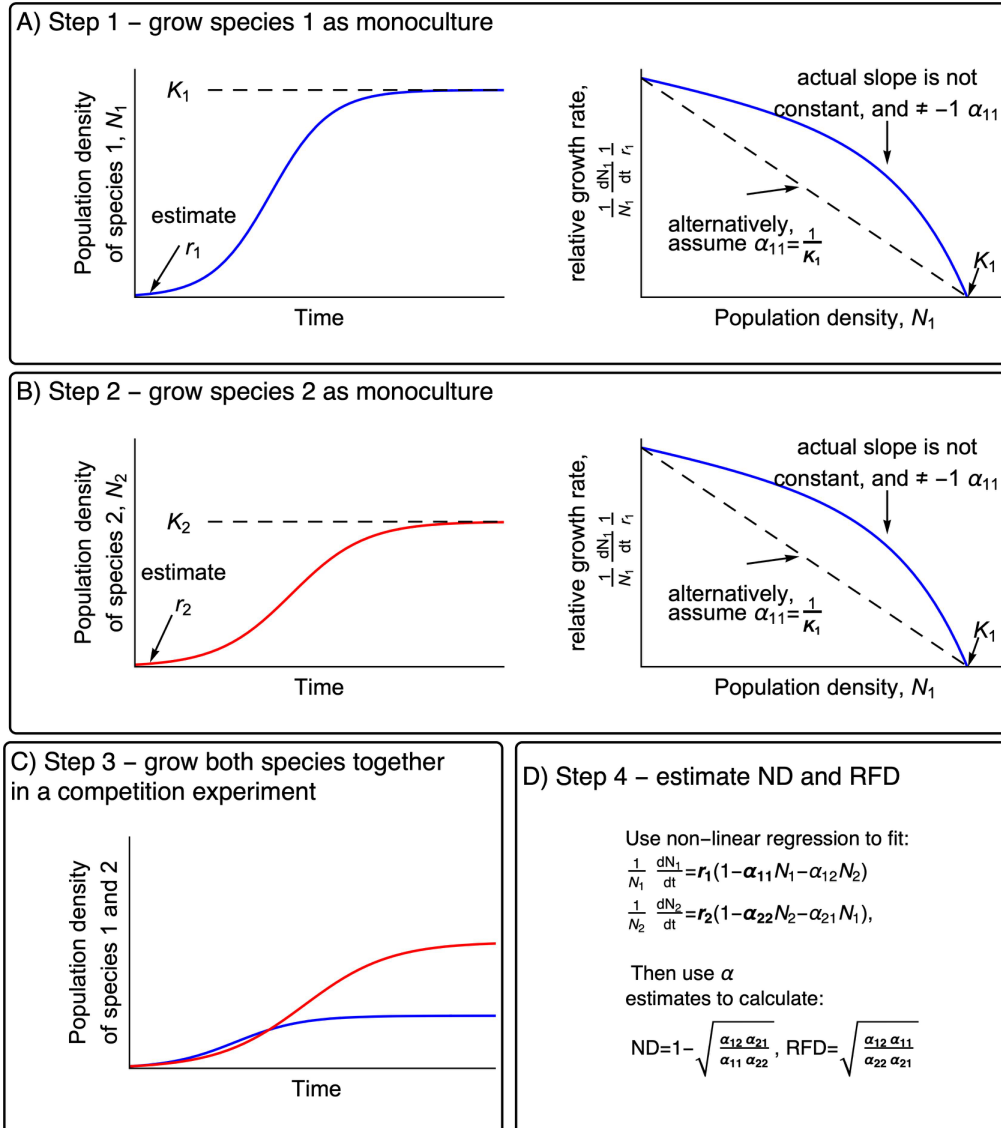 A) Step 1 – grow species 1 as monoculture
Population density
of species 1, N₁
K₁
estimate
r₁
Time
relative growth rate,
1/N₁ dN₁/dt 1/r₁
actual slope is not
constant, and ≠ −1 α₁₁
alternatively,
assume α₁₁=1/K₁
K₁
Population density, N₁
B) Step 2 – grow species 2 as monoculture
Population density
of species 2, N₂
K₂
estimate
r₂
Time
relative growth rate,
1/N₁ dN₁/dt 1/r₁
actual slope is not
constant, and ≠ −1 α₁₁
alternatively,
assume α₁₁=1/K₁
K₁
Population density, N₁
C) Step 3 – grow both species together
in a competition experiment
Population density
of species 1 and 2
Time
D) Step 4 – estimate ND and RFD
Use non–linear regression to fit:
1/N₁ dN₁/dt=r₁(1−α₁₁N₁−α₁₂N₂)
1/N₂ dN₂/dt=r₂(1−α₂₂N₂−α₂₁N₁),
Then use α
estimates to calculate:
ND=1−√(α₁₂ α₂₁/α₁₁ α₂₂), RFD=√(α₁₂ α₁₁/α₂₂ α₂₁)